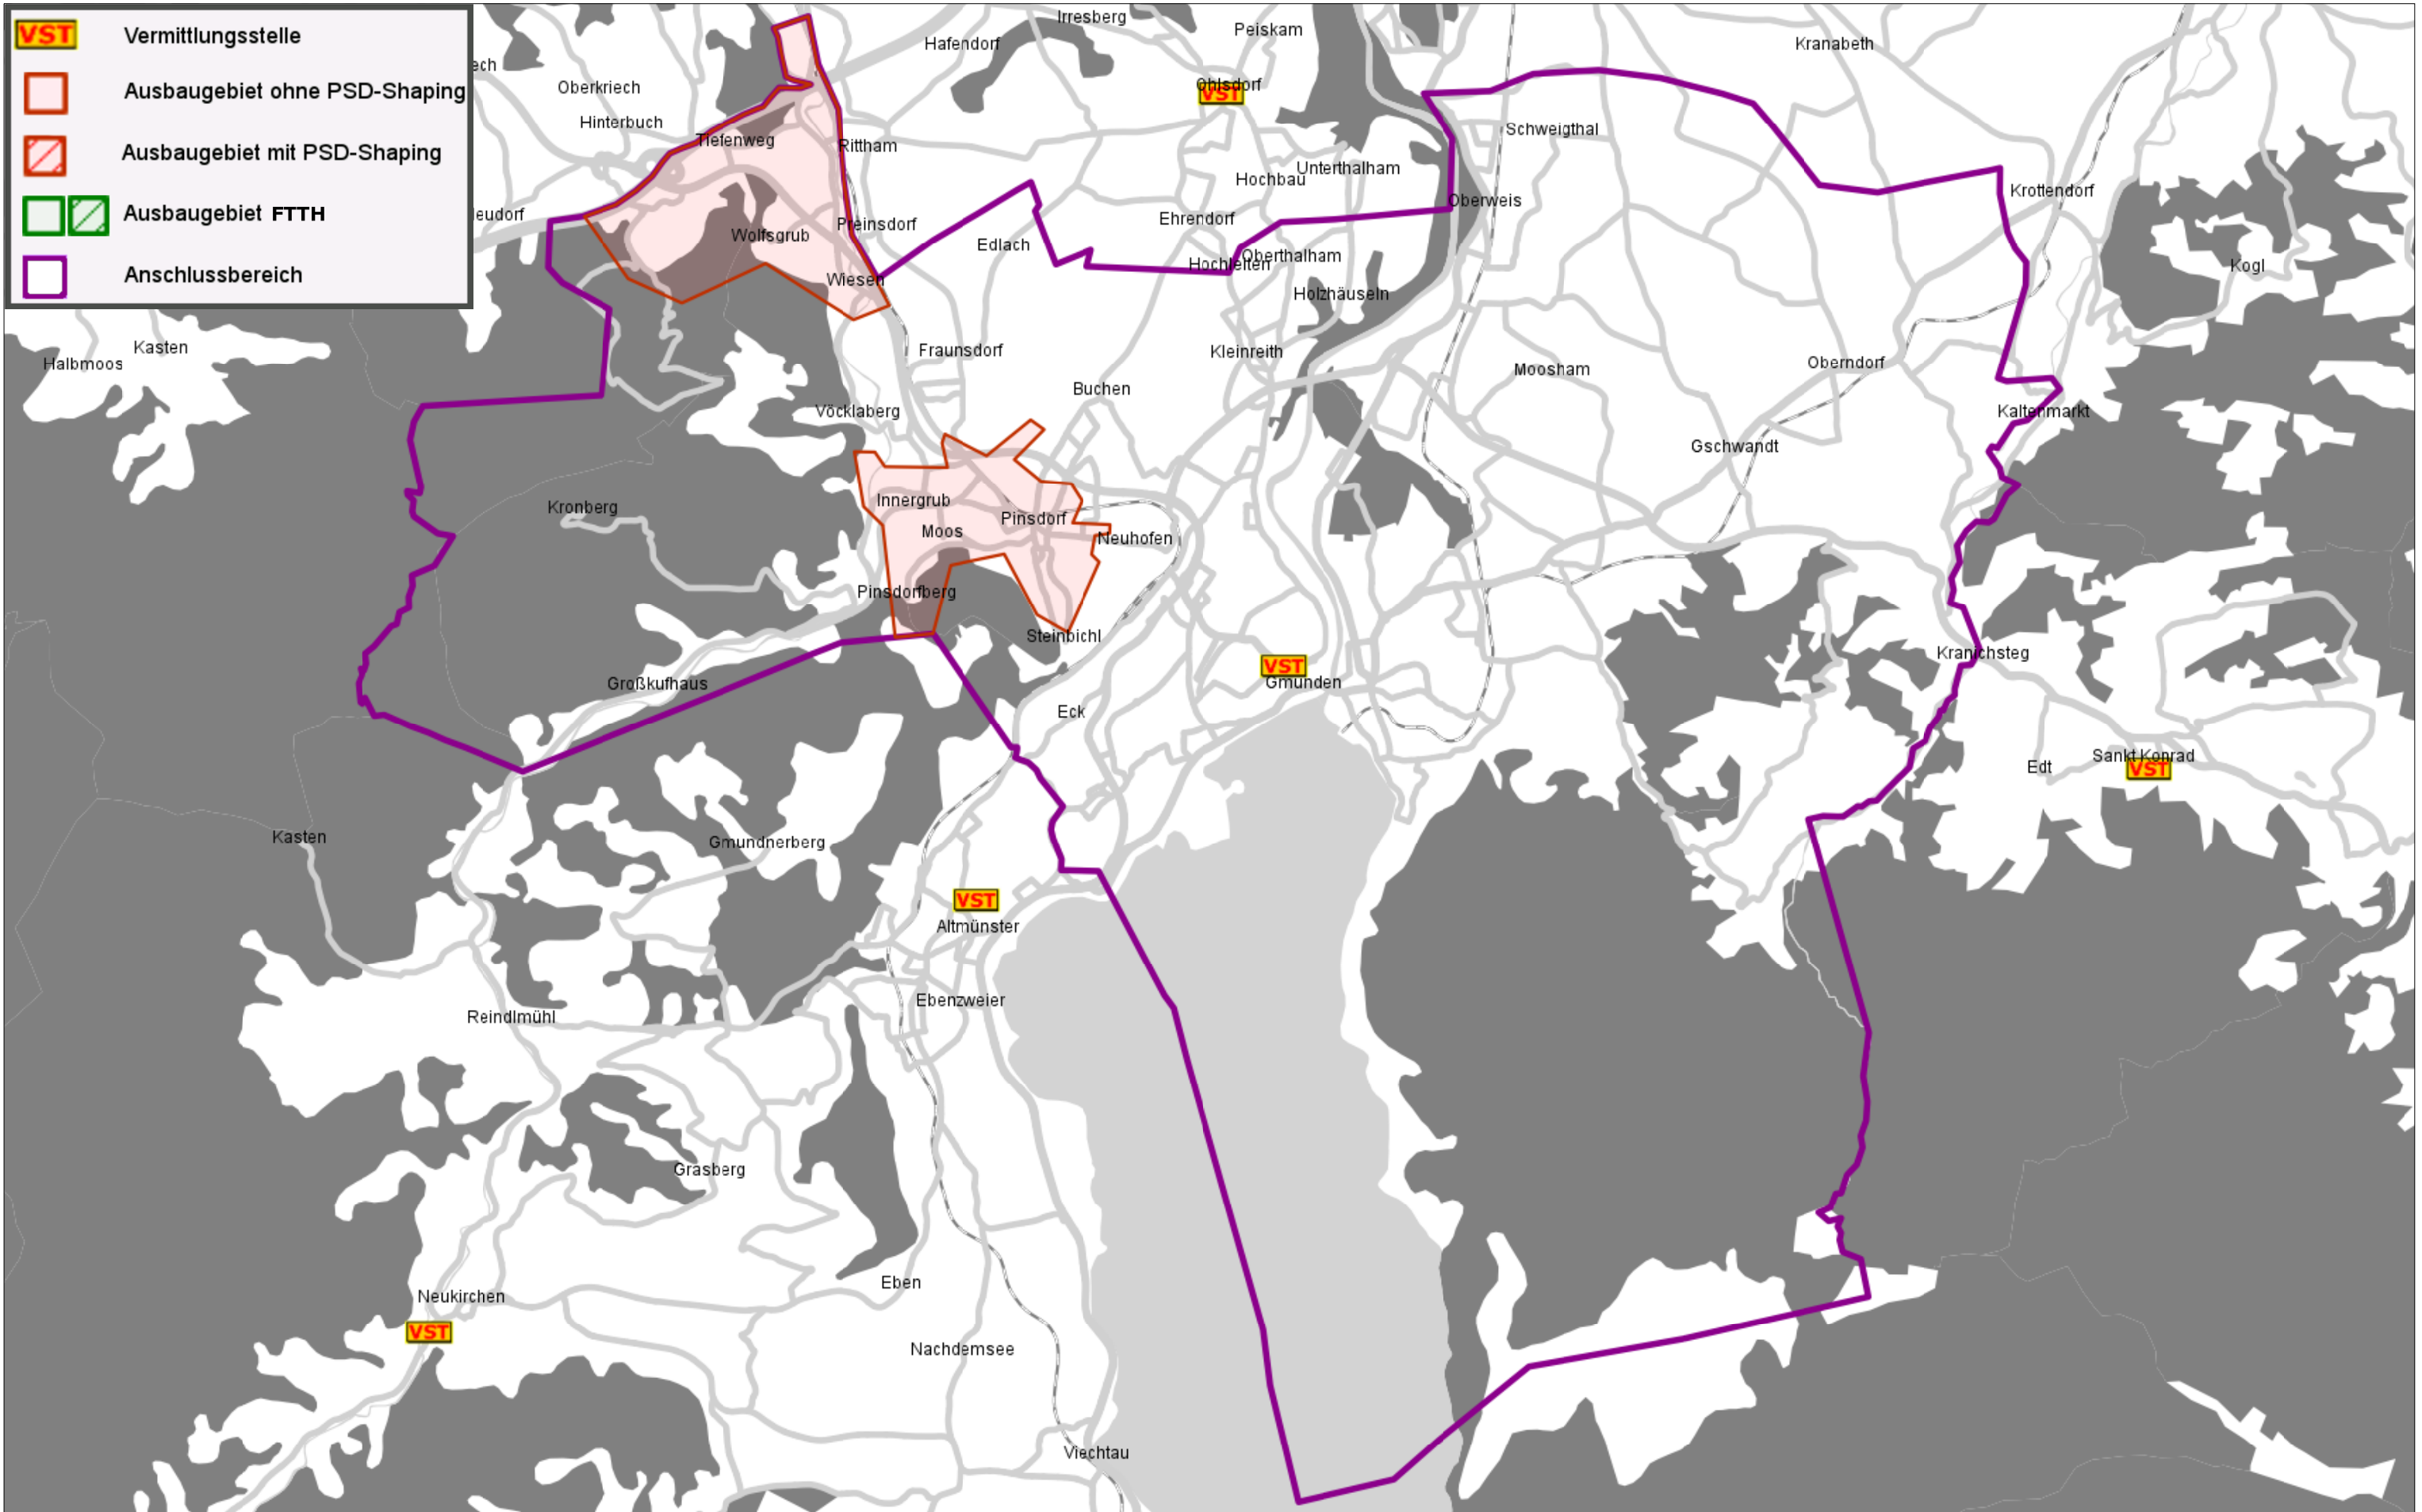 VST Vermittlungsstelle
Ausbaugebiet ohne PSD-Shaping
Ausbaugebiet mit PSD-Shaping
Ausbaugebiet FTTH
Anschlussbereich
Irresberg
Peiskam
Hafendorf
Kranabeth
Oberkriech
Ohlsdorf
VST
Hinterbuch
Tiefenweg
Rittham
Schweigthal
Unterthalham
Hochbau
Krottendorf
Oberweis
Preinsdorf
Ehrendorf
Wolfsgrub
Edlach
Oberthalham
Hochleiten
Kogl
Wiesen
Holzhäuseln
Kasten
Halbmoos
Fraunsdorf
Kleinreith
Moosham
Oberndorf
Buchen
Vöcklaberg
Kaltenmarkt
Gschwandt
Innergrub
Kronberg
Pinsdorf
Moos
Neuhofen
Pinsdorfberg
Steinbichl
Kranichsteg
VST
Gmunden
Großkufhaus
Eck
Sankt Konrad
VST
Edt
Kasten
Gmundnerberg
VST
Altmünster
Ebenzweier
Reindlmühl
Grasberg
Eben
Neukirchen
VST
Nachdemsee
Viechtau